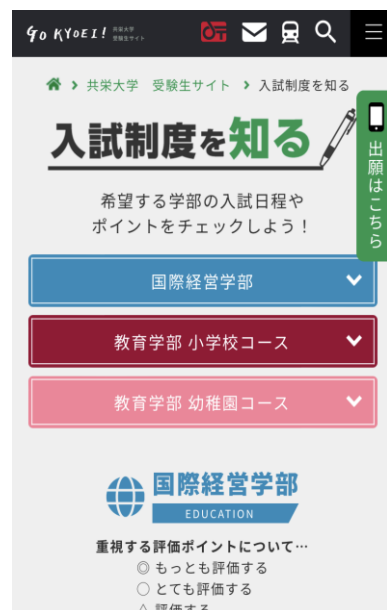 GO KYOEI! 共栄大学
受験生サイト
共栄大学 受験生サイト > 入試制度を知る
入試制度を知る
出願はこちら
希望する学部の入試日程や
ポイントをチェックしよう！
国際経営学部
教育学部 小学校コース
教育学部 幼稚園コース
国際経営学部
EDUCATION
重視する評価ポイントについて…
◎ もっとも評価する
○ とても評価する
△ 評価する